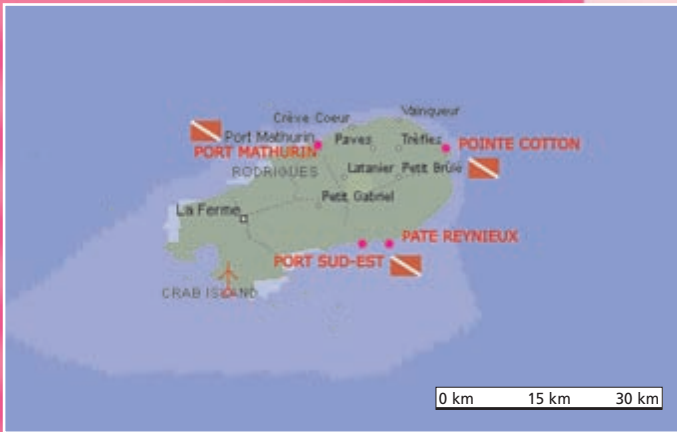 Crève Coeur
Vainqueur
Port Mathurin
Paves
Trèfles
POINTE COTTON
PORT MATHURIN
RODRIGUES
Latanier
Petit Brûlé
Petit Gabriel
La Ferme
PATE REYNIEUX
PORT SUD-EST
CRAB ISLAND
0 km 15 km 30 km